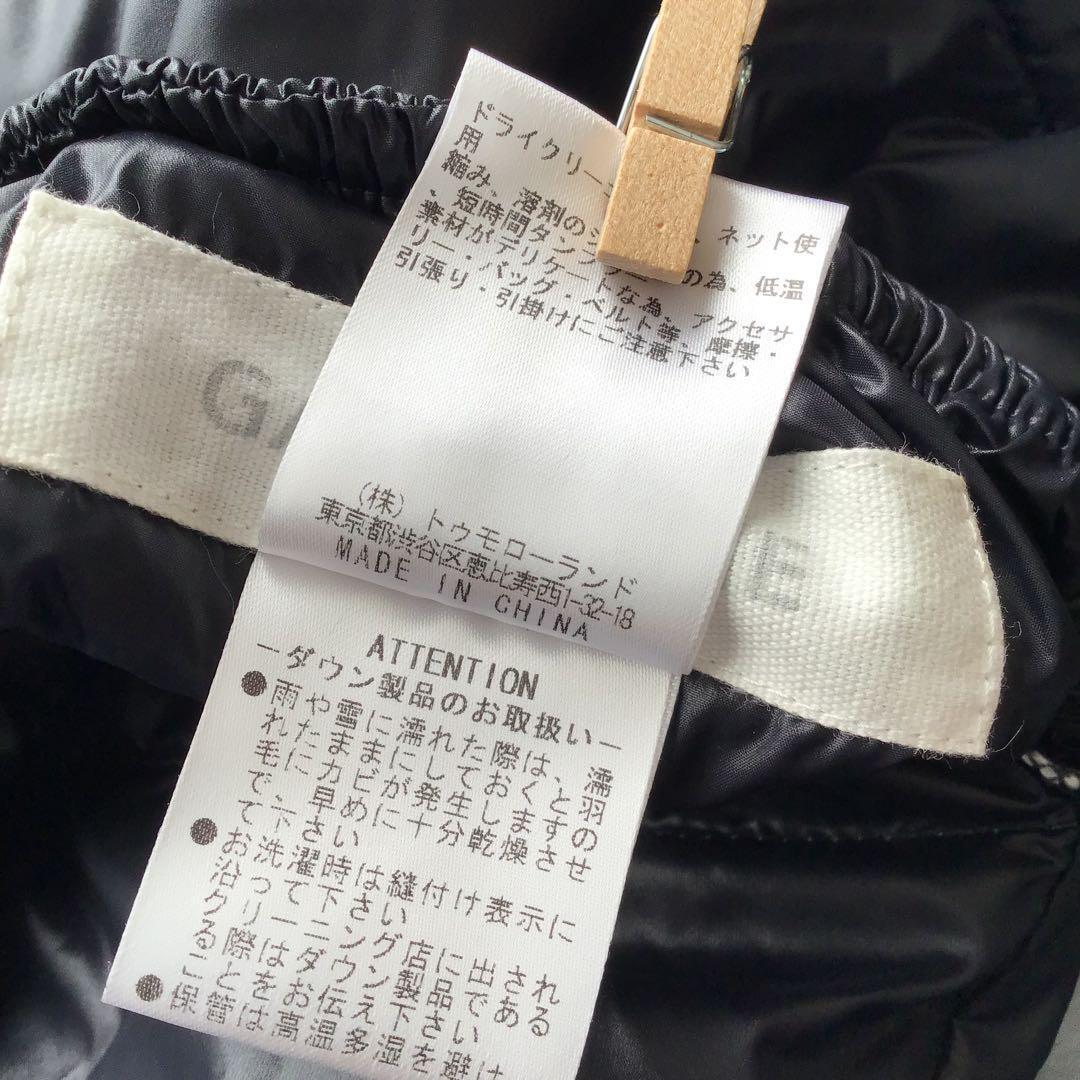 ドライクリーニ 、ネット使
用
縮み、溶剤の の為、低温
、短時間タンブラ
素材がデリケートな為、アクセサ
リー・バッグ・ベルト等、摩擦・
引張り・引掛けにご注意下さい
(株)トゥモローランド
東京都渋谷区恵比寿西1-32-18
MADE IN CHINA
ATTENTION
ーダウン製品のお取扱いー
●雨や雪に濡れた際は、濡
れたままにしておくと羽
毛にカビが発生しますの
で、早めに十分乾燥させ
て下さい
●お洗濯時は縫付け表示に
沿って下さい
クリーニング店に出され
る際はダウン製品である
ことをお伝え下さい
●保管は高温多湿を避け